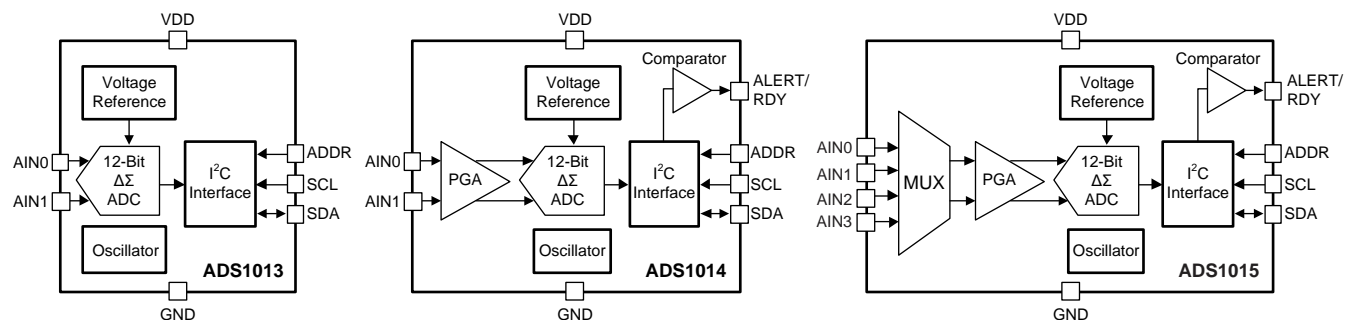 VDD
Voltage
Reference
AIN0
AIN1
12-Bit
ΔΣ
ADC
I²C
Interface
ADDR
SCL
SDA
Oscillator
ADS1013
GND
VDD
Comparator
ALERT/
RDY
Voltage
Reference
AIN0
AIN1
PGA
12-Bit
ΔΣ
ADC
I²C
Interface
ADDR
SCL
SDA
Oscillator
ADS1014
GND
VDD
Comparator
ALERT/
RDY
Voltage
Reference
AIN0
AIN1
AIN2
AIN3
MUX
PGA
12-Bit
ΔΣ
ADC
I²C
Interface
ADDR
SCL
SDA
Oscillator
ADS1015
GND